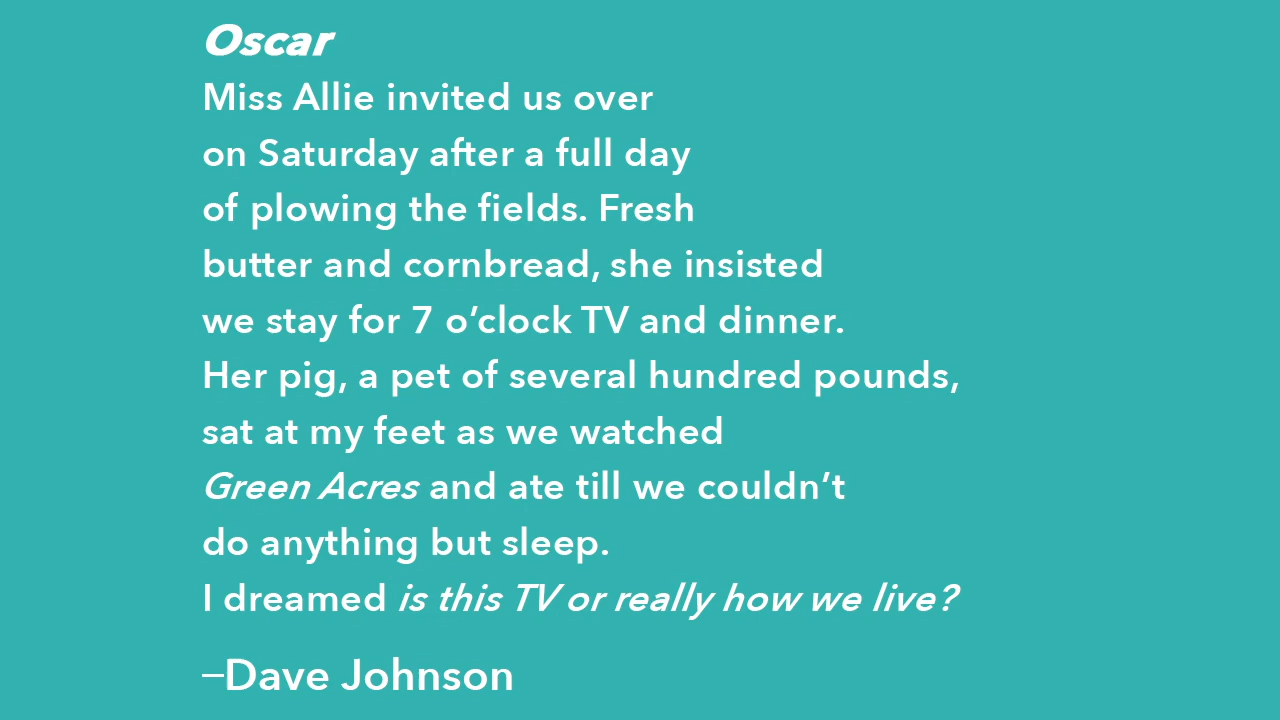 Oscar
Miss Allie invited us over
on Saturday after a full day
of plowing the fields. Fresh
butter and cornbread, she insisted
we stay for 7 o’clock TV and dinner.
Her pig, a pet of several hundred pounds,
sat at my feet as we watched
Green Acres and ate till we couldn’t
do anything but sleep.
I dreamed is this TV or really how we live?
–Dave Johnson